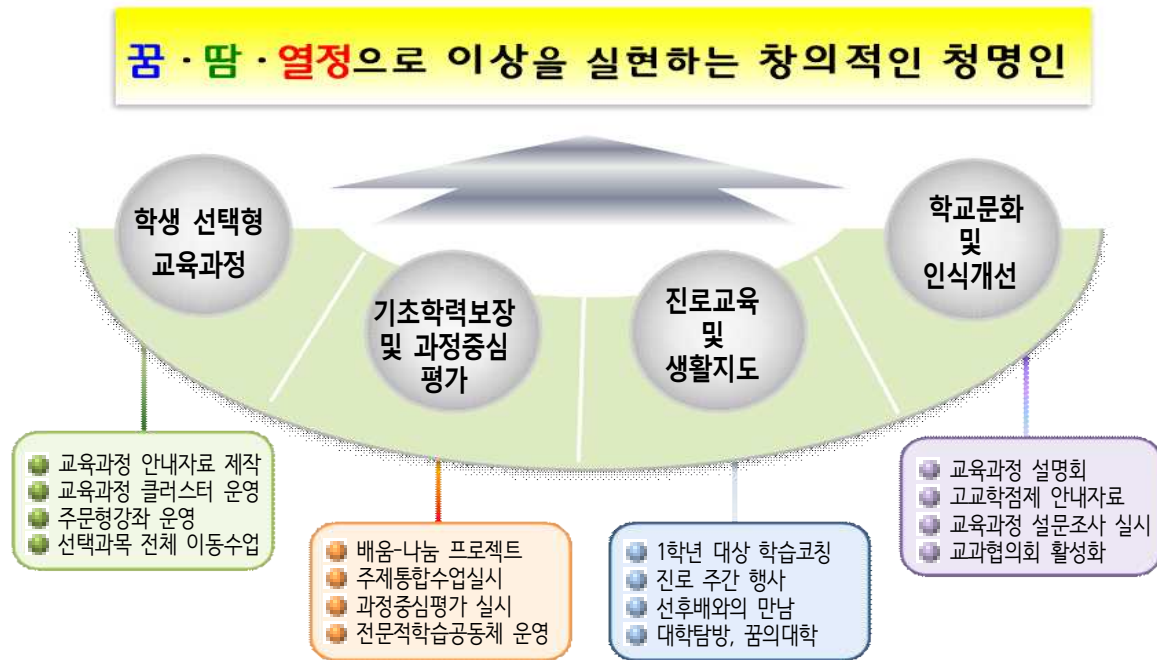 꿈 · 땀 · 열정으로 이상을 실현하는 창의적인 청명인
학생 선택형
교육과정
기초학력보장
및 과정중심
평가
진로교육
및
생활지도
학교문화
및
인식개선
교육과정 안내자료 제작
교육과정 클러스터 운영
주문형강좌 운영
선택과목 전체 이동수업
배움-나눔 프로젝트
주제통합수업실시
과정중심평가 실시
전문적학습공동체 운영
1학년 대상 학습코칭
진로 주간 행사
선후배와의 만남
대학탐방, 꿈의대학
교육과정 설명회
고교학점제 안내자료
교육과정 설문조사 실시
교과협의회 활성화